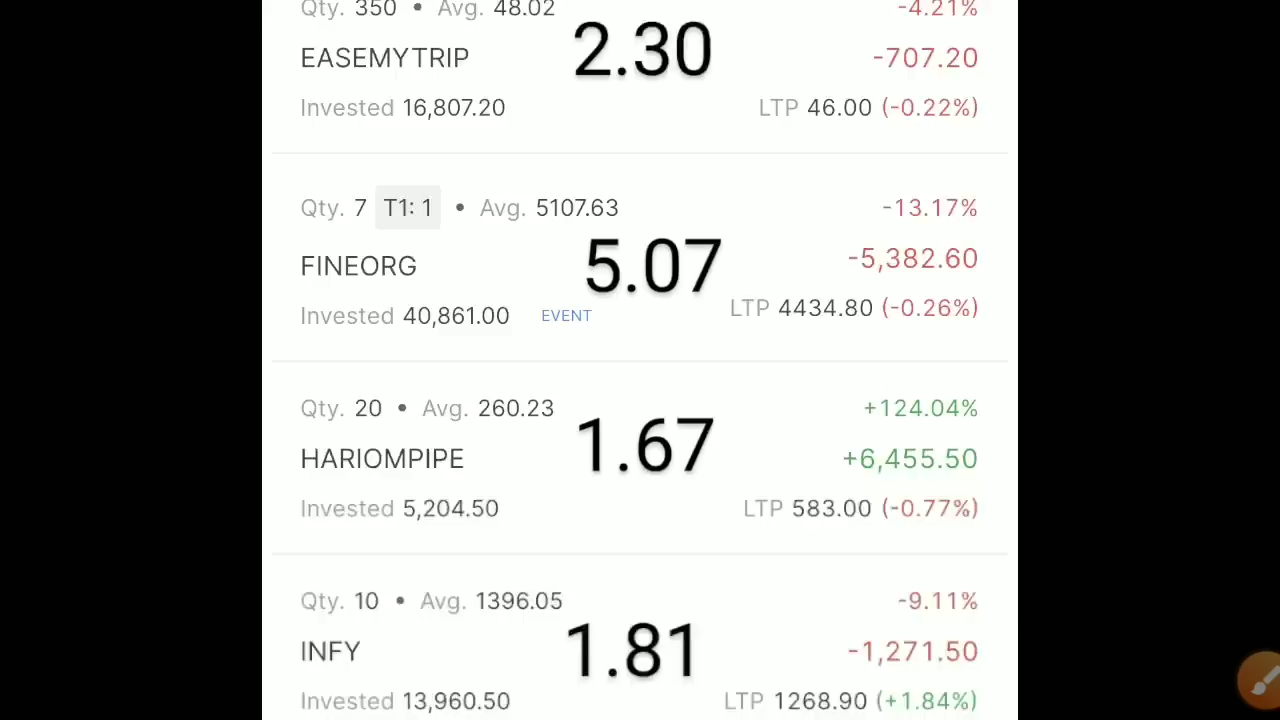 Qty. 350 • Avg. 48.02 -4.21%
EASEMYTRIP 2.30 -707.20
Invested 16,807.20 LTP 46.00 (-0.22%)
Qty. 7 T1: 1 • Avg. 5107.63 -13.17%
FINEORG 5.07 -5,382.60
Invested 40,861.00 EVENT LTP 4434.80 (-0.26%)
Qty. 20 • Avg. 260.23 +124.04%
HARIOMPIPE 1.67 +6,455.50
Invested 5,204.50 LTP 583.00 (-0.77%)
Qty. 10 • Avg. 1396.05 -9.11%
INFY 1.81 -1,271.50
Invested 13,960.50 LTP 1268.90 (+1.84%)